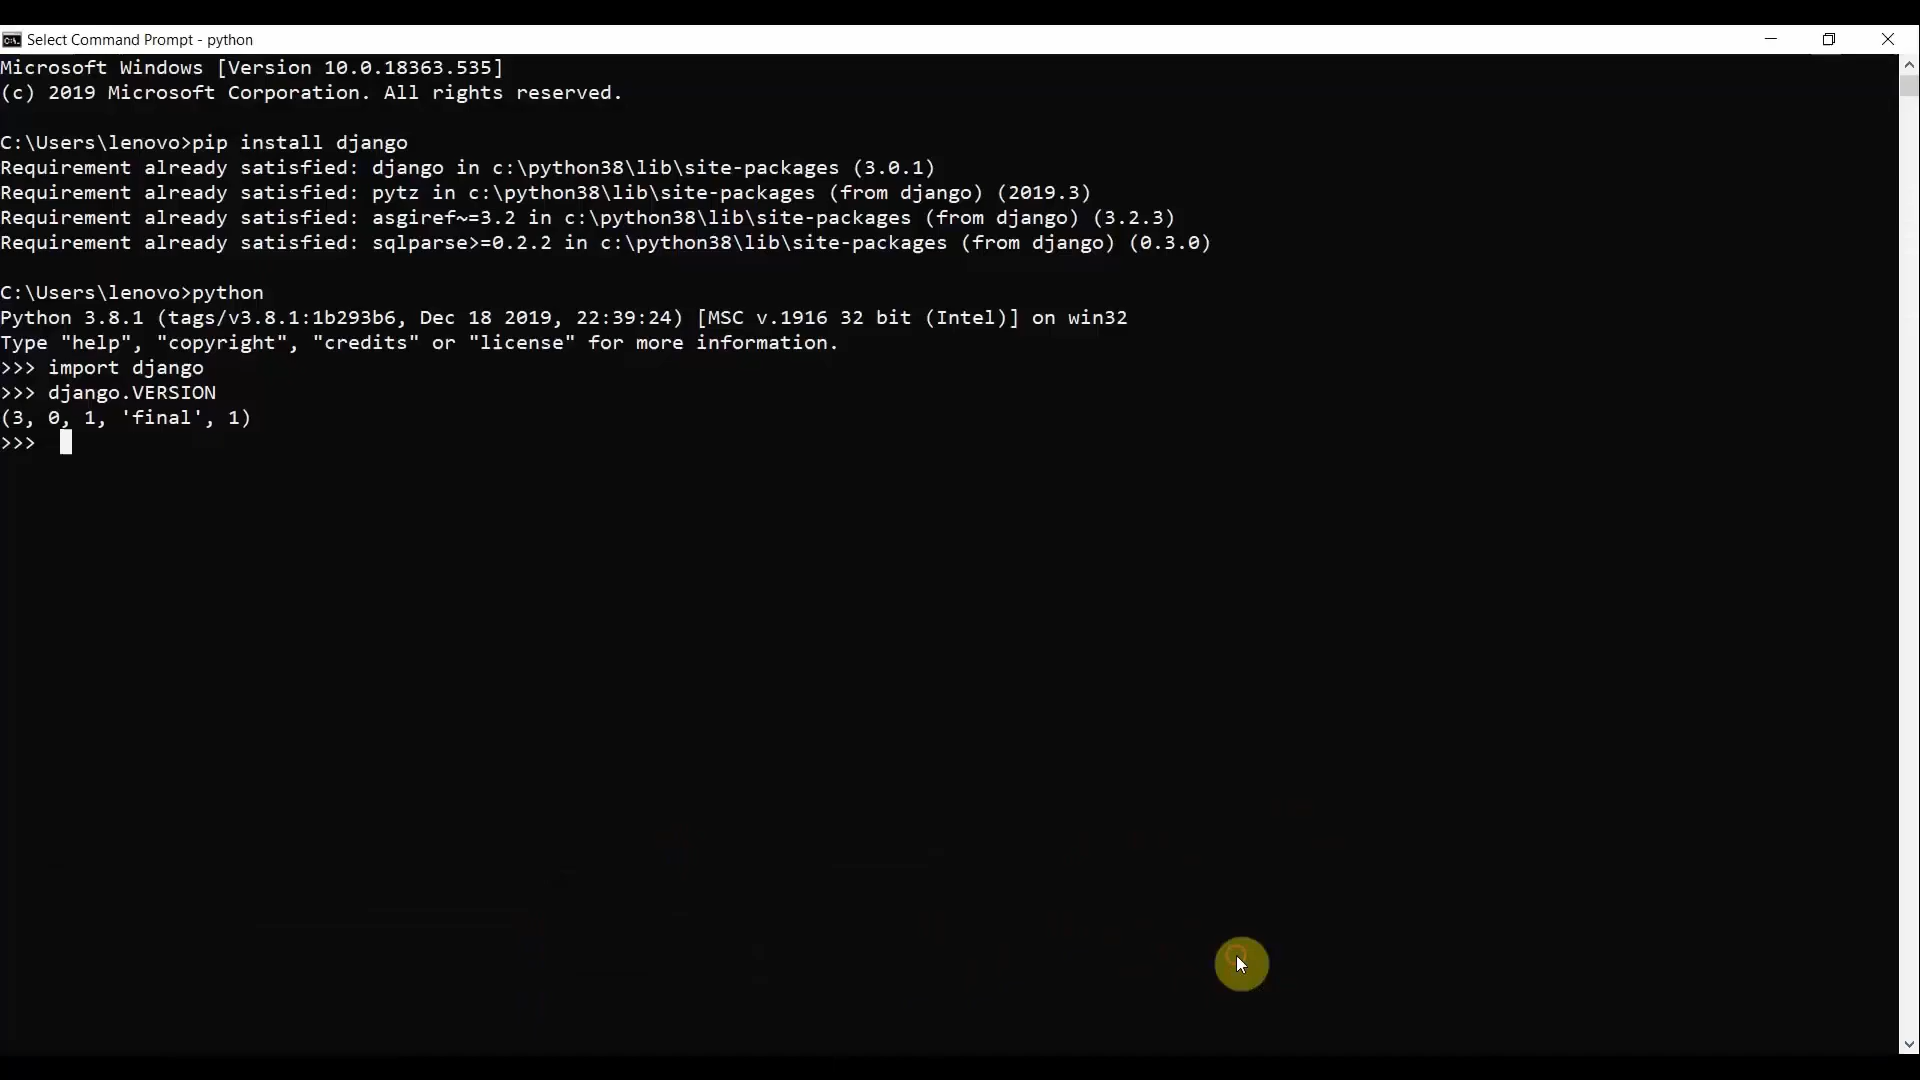 Select Command Prompt - python
Microsoft Windows [Version 10.0.18363.535]
(c) 2019 Microsoft Corporation. All rights reserved.
C:\Users\lenovo>pip install django
Requirement already satisfied: django in c:\python38\lib\site-packages (3.0.1)
Requirement already satisfied: pytz in c:\python38\lib\site-packages (from django) (2019.3)
Requirement already satisfied: asgiref~=3.2 in c:\python38\lib\site-packages (from django) (3.2.3)
Requirement already satisfied: sqlparse>=0.2.2 in c:\python38\lib\site-packages (from django) (0.3.0)
C:\Users\lenovo>python
Python 3.8.1 (tags/v3.8.1:1b293b6, Dec 18 2019, 22:39:24) [MSC v.1916 32 bit (Intel)] on win32
Type "help", "copyright", "credits" or "license" for more information.
>>> import django
>>> django.VERSION
(3, 0, 1, 'final', 1)
>>>